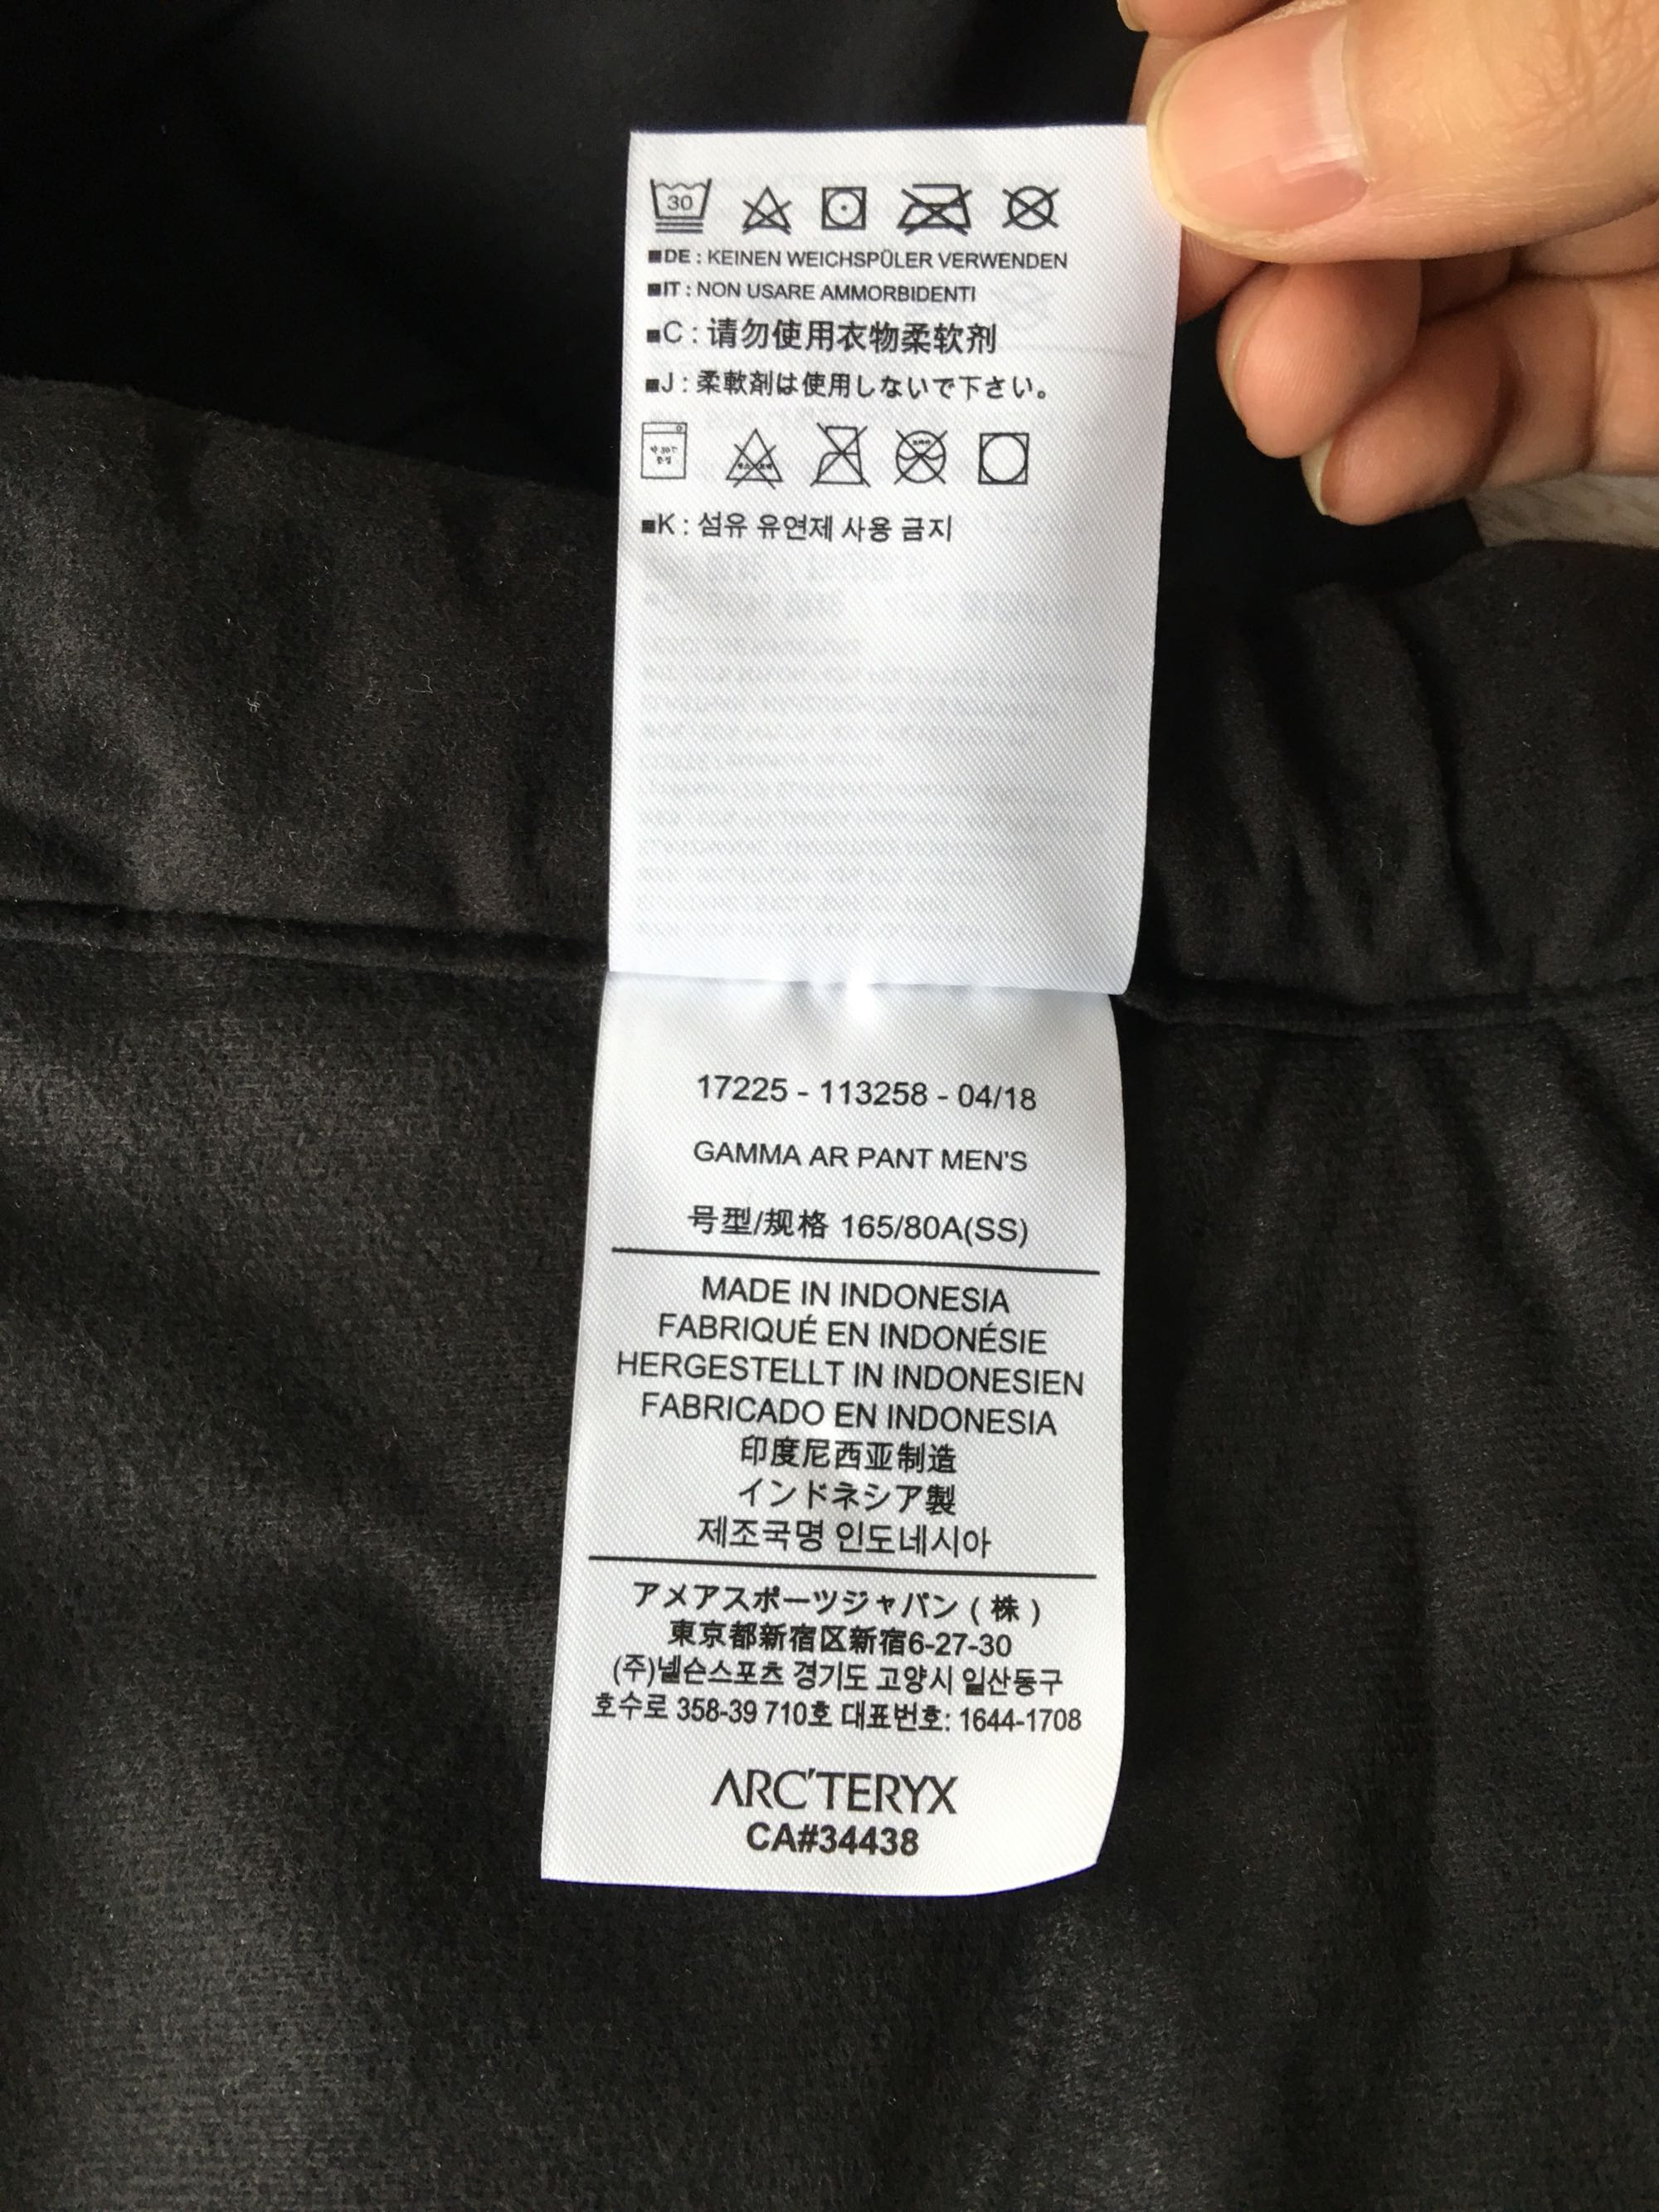 30
■DE : KEINEN WEICHSPÜLER VERWENDEN
■IT : NON USARE AMMORBIDENTI
■C : 请勿使用衣物柔软剂
■J : 柔軟剤は使用しないで下さい。
■K : 섬유 유연제 사용 금지
17225 - 113258 - 04/18
GAMMA AR PANT MEN'S
号型/规格 165/80A(SS)
MADE IN INDONESIA
FABRIQUÉ EN INDONÉSIE
HERGESTELLT IN INDONESIEN
FABRICADO EN INDONESIA
印度尼西亚制造
インドネシア製
제조국명 인도네시아
アメアスポーツジャパン ( 株 )
東京都新宿区新宿6-27-30
(주)넬슨스포츠 경기도 고양시 일산동구
호수로 358-39 710호 대표번호: 1644-1708
ARC'TERYX
CA#34438